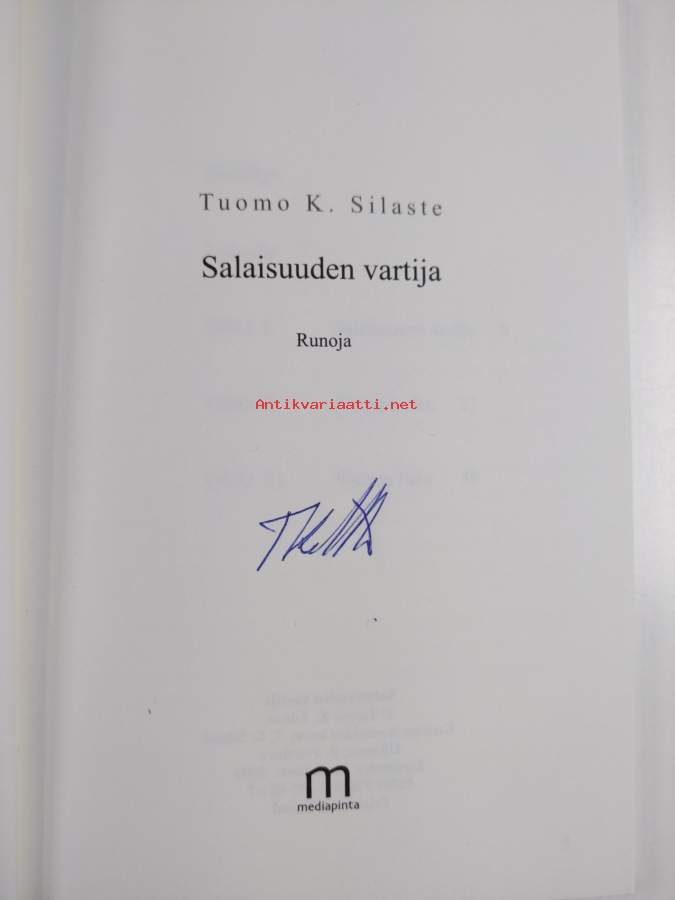 Tuomo K. Silaste
Salaisuuden vartija
Runoja
Antikvariaatti.net
m
mediapinta